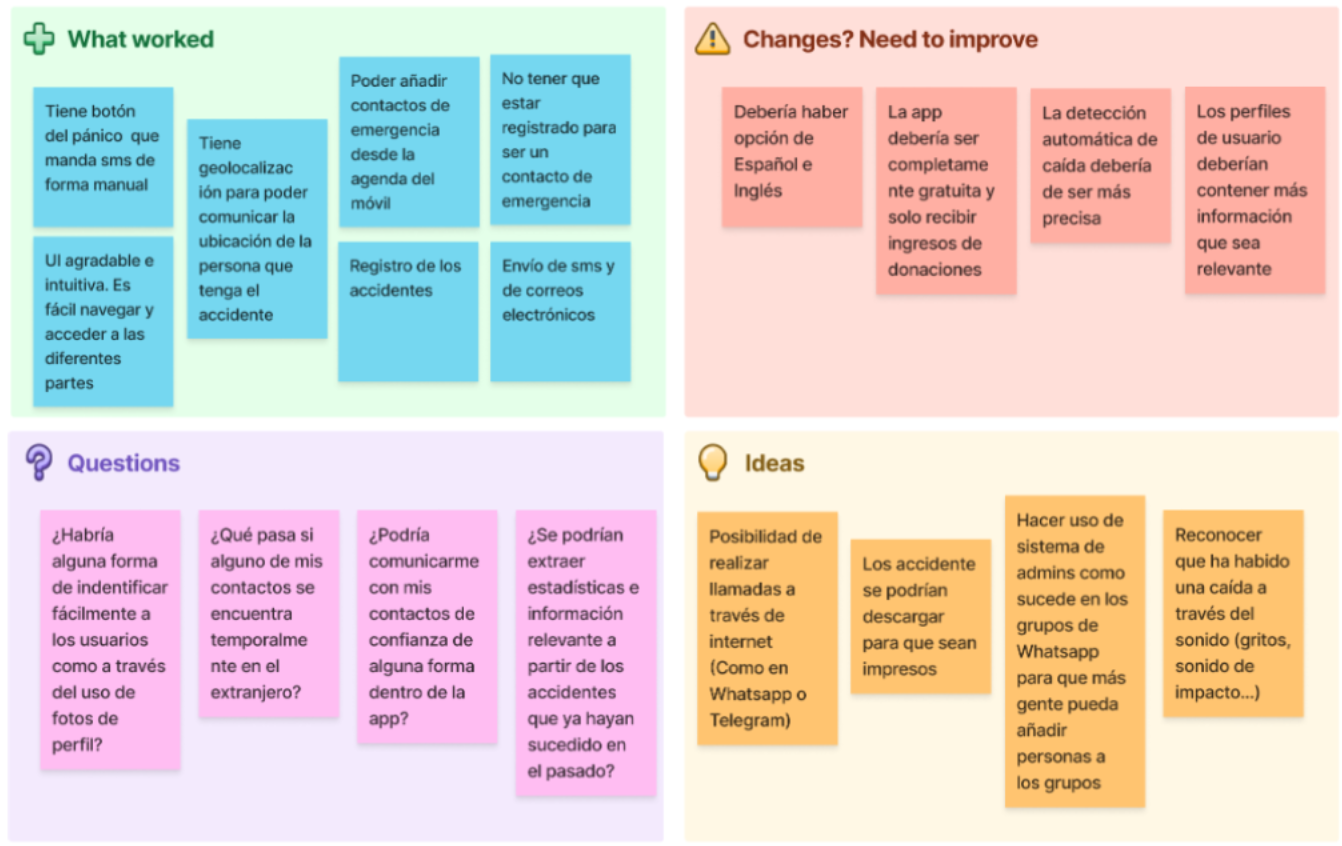 What worked
Tiene botón
del pánico que
manda sms de
forma manual
Tiene
geolocalizac
ión para poder
comunicar la
ubicación de la
persona que
tenga el
accidente
Poder añadir
contactos de
emergencia
desde la
agenda del
móvil
No tener que
estar
registrado para
ser un
contacto de
emergencia
UI agradable e
intuitiva. Es
fácil navegar y
acceder a las
diferentes
partes
Registro de los
accidentes
Envío de sms y
de correos
electrónicos
Changes? Need to improve
Debería haber
opción de
Español e
Inglés
La app
debería ser
completame
nte gratuita y
solo recibir
ingresos de
donaciones
La detección
automática de
caída debería
de ser más
precisa
Los perfiles
de usuario
deberían
contener más
información
que sea
relevante
Questions
¿Habría
alguna forma
de indentificar
fácilmente a
los usuarios
como a través
del uso de
fotos de
perfil?
¿Qué pasa si
alguno de mis
contactos se
encuentra
temporalme
nte en el
extranjero?
¿Podría
comunicarme
con mis
contactos de
confianza de
alguna forma
dentro de la
app?
¿Se podrían
extraer
estadísticas e
información
relevante a
partir de los
accidentes
que ya hayan
sucedido en
el pasado?
Ideas
Posibilidad de
realizar
llamadas a
través de
internet
(Como en
Whatsapp o
Telegram)
Los accidente
se podrían
descargar
para que sean
impresos
Hacer uso de
sistema de
admins como
sucede en los
grupos de
Whatsapp
para que más
gente pueda
añadir
personas a
los grupos
Reconocer
que ha habido
una caída a
través del
sonido (gritos,
sonido de
impacto...)